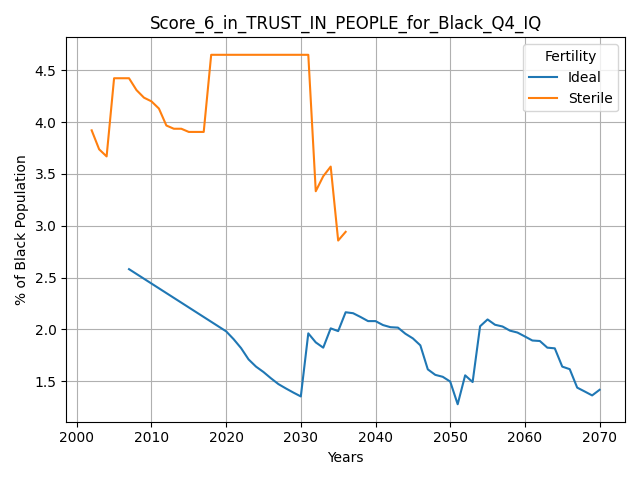 Score_6_in_TRUST_IN_PEOPLE_for_Black_Q4_IQ
Fertility
Ideal
Sterile
% of Black Population
4.5
4.0
3.5
3.0
2.5
2.0
1.5
2000 2010 2020 2030 2040 2050 2060 2070
Years